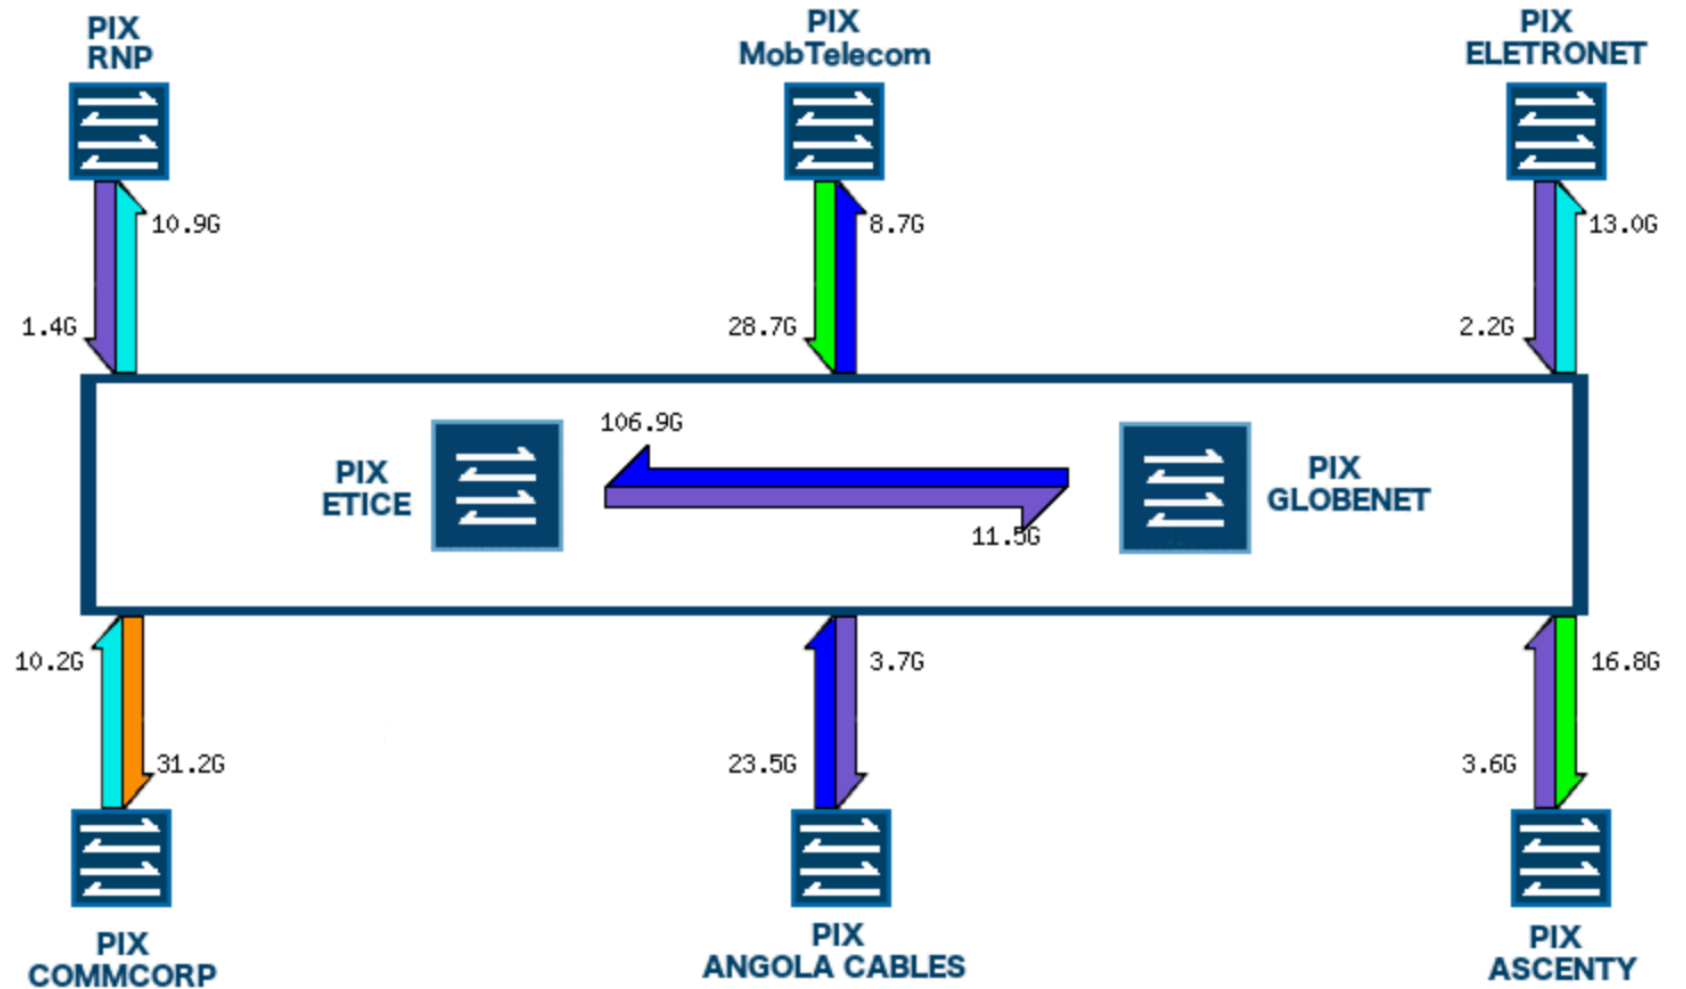 PIX
RNP
PIX
MobTelecom
PIX
ELETRONET
10.9G
8.7G
13.0G
1.4G
28.7G
2.2G
106.9G
PIX
ETICE
PIX
GLOBENET
11.5G
10.2G
3.7G
16.8G
31.2G
23.5G
3.6G
PIX
COMMCORP
PIX
ANGOLA CABLES
PIX
ASCENTY